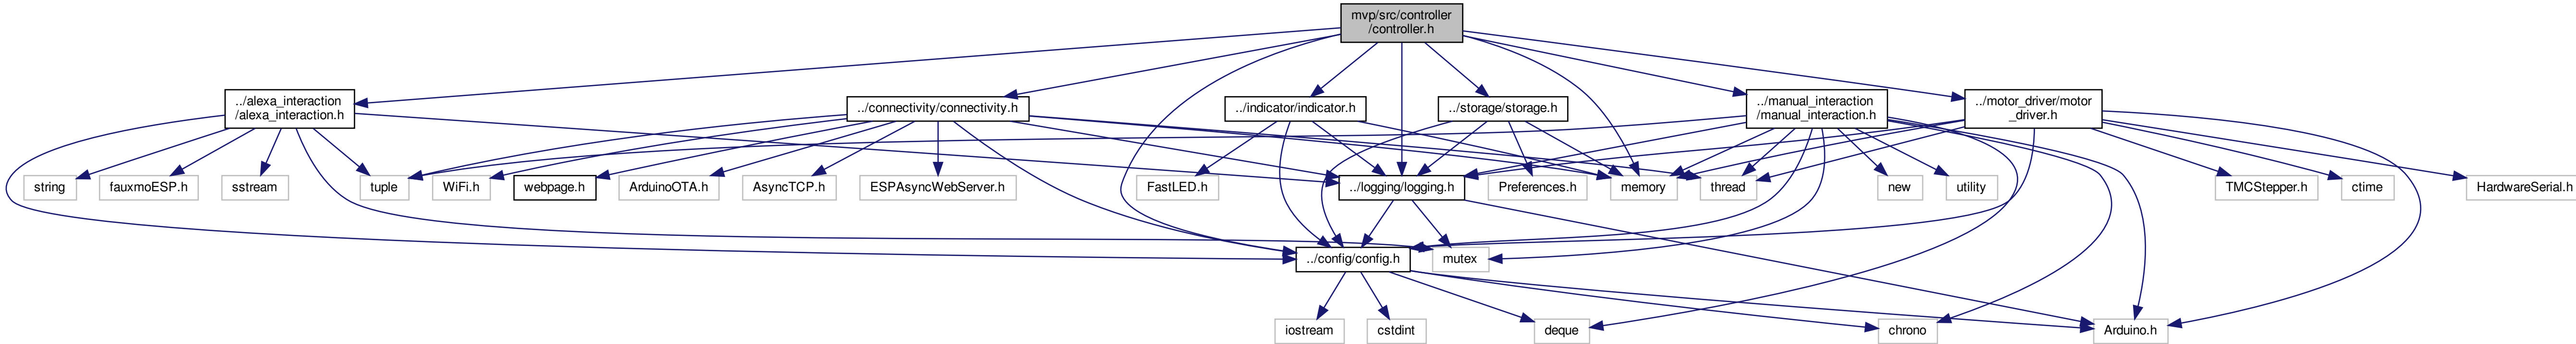 mvp/src/controller
/controller.h
../alexa_interaction
/alexa_interaction.h
../connectivity/connectivity.h
../indicator/indicator.h
../storage/storage.h
../manual_interaction
/manual_interaction.h
../motor_driver/motor
_driver.h
string
fauxmoESP.h
sstream
tuple
WiFi.h
webpage.h
ArduinoOTA.h
AsyncTCP.h
ESPAsyncWebServer.h
FastLED.h
../logging/logging.h
Preferences.h
memory
thread
new
utility
TMCStepper.h
ctime
HardwareSerial.h
../config/config.h
mutex
iostream
cstdint
deque
chrono
Arduino.h